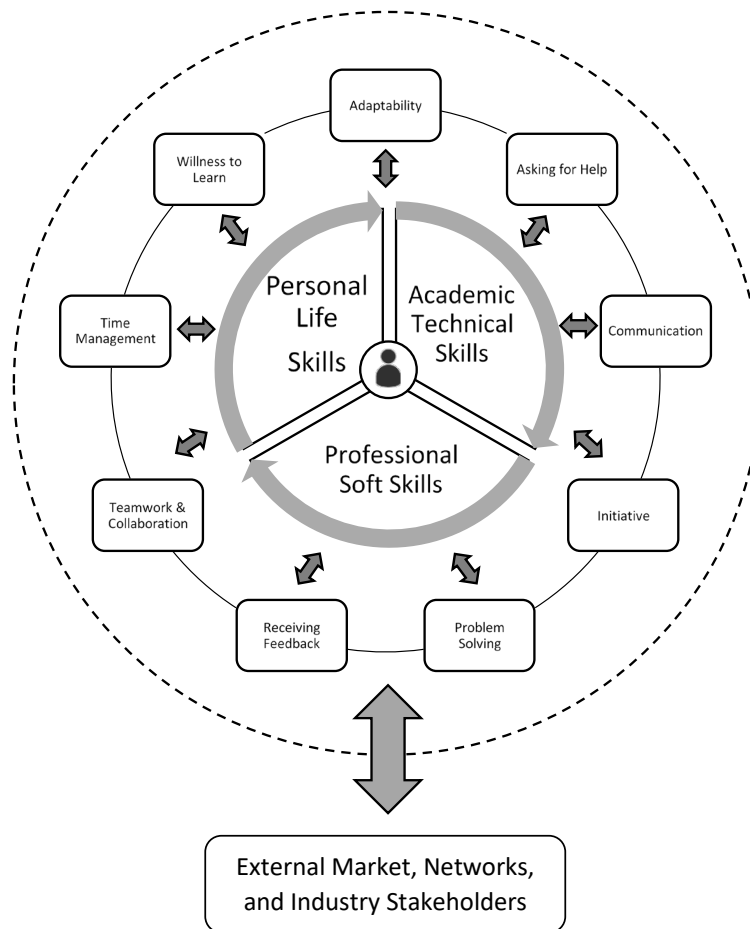 Adaptability
Willness to
Learn
Asking for Help
Personal
Life
Skills
Academic
Technical
Skills
Time
Management
Communication
Professional
Soft Skills
Teamwork &
Collaboration
Initiative
Receiving
Feedback
Problem
Solving
External Market, Networks,
and Industry Stakeholders